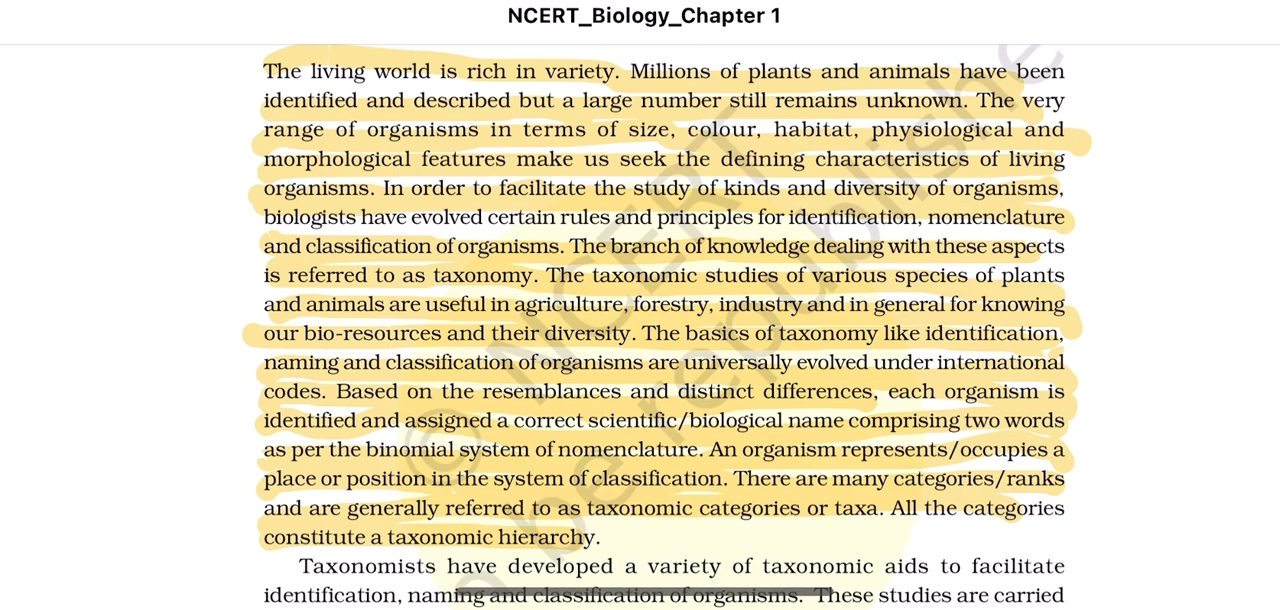 NCERT_Biology_Chapter 1
The living world is rich in variety. Millions of plants and animals have been
identified and described but a large number still remains unknown. The very
range of organisms in terms of size, colour, habitat, physiological and
morphological features make us seek the defining characteristics of living
organisms. In order to facilitate the study of kinds and diversity of organisms,
biologists have evolved certain rules and principles for identification, nomenclature
and classification of organisms. The branch of knowledge dealing with these aspects
is referred to as taxonomy. The taxonomic studies of various species of plants
and animals are useful in agriculture, forestry, industry and in general for knowing
our bio-resources and their diversity. The basics of taxonomy like identification,
naming and classification of organisms are universally evolved under international
codes. Based on the resemblances and distinct differences, each organism is
identified and assigned a correct scientific/biological name comprising two words
as per the binomial system of nomenclature. An organism represents/occupies a
place or position in the system of classification. There are many categories/ranks
and are generally referred to as taxonomic categories or taxa. All the categories
constitute a taxonomic hierarchy.
Taxonomists have developed a variety of taxonomic aids to facilitate
identification, naming and classification of organisms. These studies are carried
© NCERT
be republishe